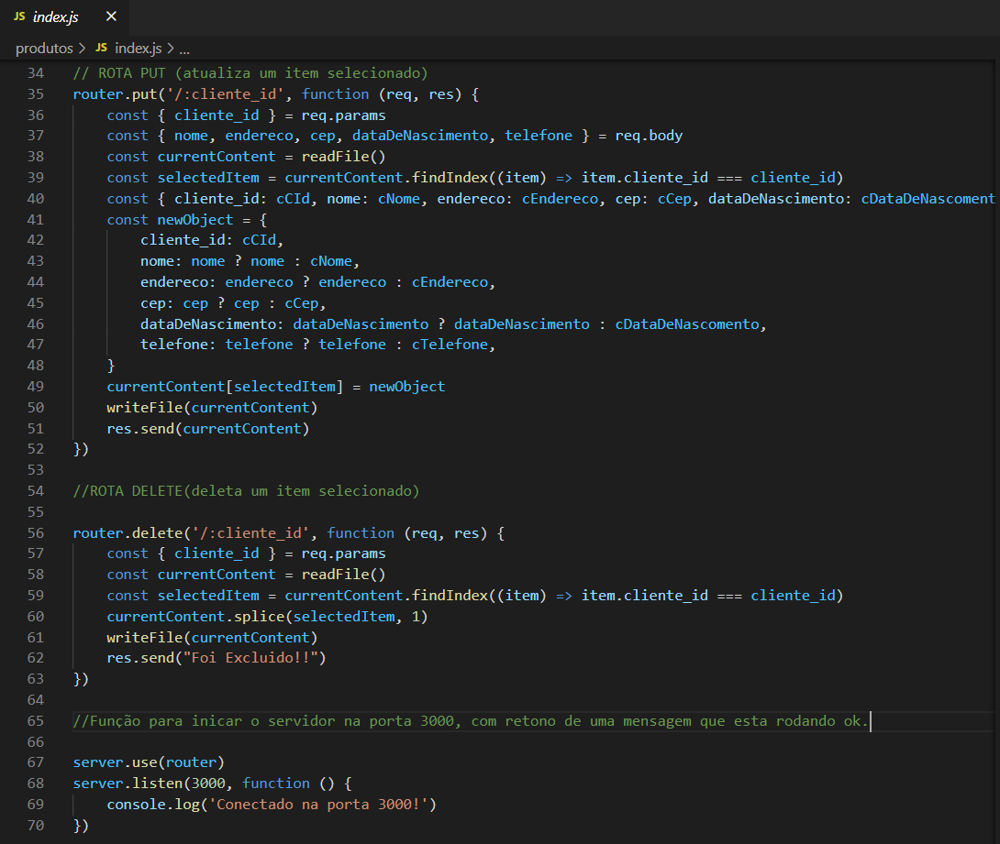 JS index.js ×
produtos > JS index.js > ...
34 // ROTA PUT (atualiza um item selecionado)
35 router.put('/:cliente_id', function (req, res) {
36     const { cliente_id } = req.params
37     const { nome, endereco, cep, dataDeNascimento, telefone } = req.body
38     const currentContent = readFile()
39     const selectedItem = currentContent.findIndex((item) => item.cliente_id === cliente_id)
40     const { cliente_id: cCId, nome: cNome, endereco: cEndereco, cep: cCep, dataDeNascimento: cDataDeNascoment
41     const newObject = {
42         cliente_id: cCId,
43         nome: nome ? nome : cNome,
44         endereco: endereco ? endereco : cEndereco,
45         cep: cep ? cep : cCep,
46         dataDeNascimento: dataDeNascimento ? dataDeNascimento : cDataDeNascomento,
47         telefone: telefone ? telefone : cTelefone,
48     }
49     currentContent[selectedItem] = newObject
50     writeFile(currentContent)
51     res.send(currentContent)
52 })
53
54 //ROTA DELETE(deleta um item selecionado)
55
56 router.delete('/:cliente_id', function (req, res) {
57     const { cliente_id } = req.params
58     const currentContent = readFile()
59     const selectedItem = currentContent.findIndex((item) => item.cliente_id === cliente_id)
60     currentContent.splice(selectedItem, 1)
61     writeFile(currentContent)
62     res.send("Foi Excluido!!")
63 })
64
65 //Função para inicar o servidor na porta 3000, com retono de uma mensagem que esta rodando ok.
66
67 server.use(router)
68 server.listen(3000, function () {
69     console.log('Conectado na porta 3000!')
70 })